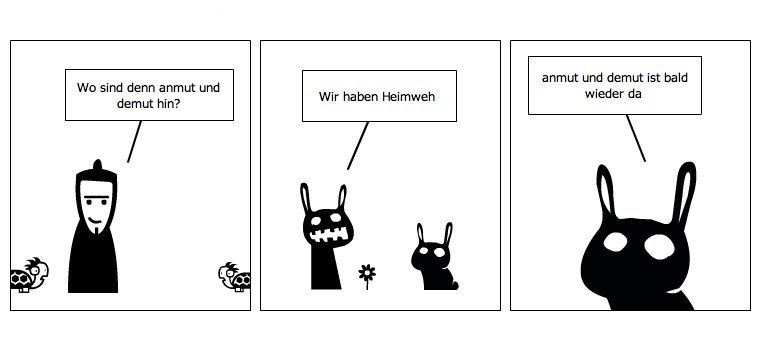 Wo sind denn anmut und
demut hin?
Wir haben Heimweh
anmut und demut ist bald
wieder da